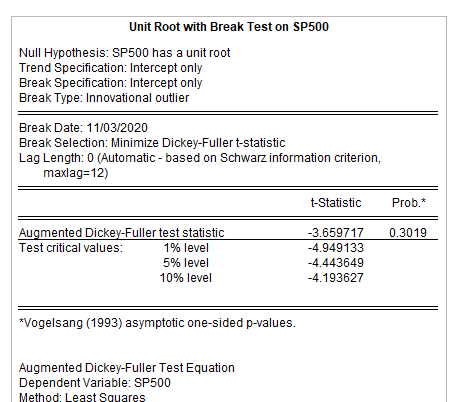 Unit Root with Break Test on SP500
Null Hypothesis: SP500 has a unit root
Trend Specification: Intercept only
Break Specification: Intercept only
Break Type: Innovational outlier
Break Date: 11/03/2020
Break Selection: Minimize Dickey-Fuller t-statistic
Lag Length: 0 (Automatic - based on Schwarz information criterion,
maxlag=12)
t-Statistic Prob.*
Augmented Dickey-Fuller test statistic -3.659717 0.3019
Test critical values: 1% level -4.949133
5% level -4.443649
10% level -4.193627
*Vogelsang (1993) asymptotic one-sided p-values.
Augmented Dickey-Fuller Test Equation
Dependent Variable: SP500
Method: Least Squares